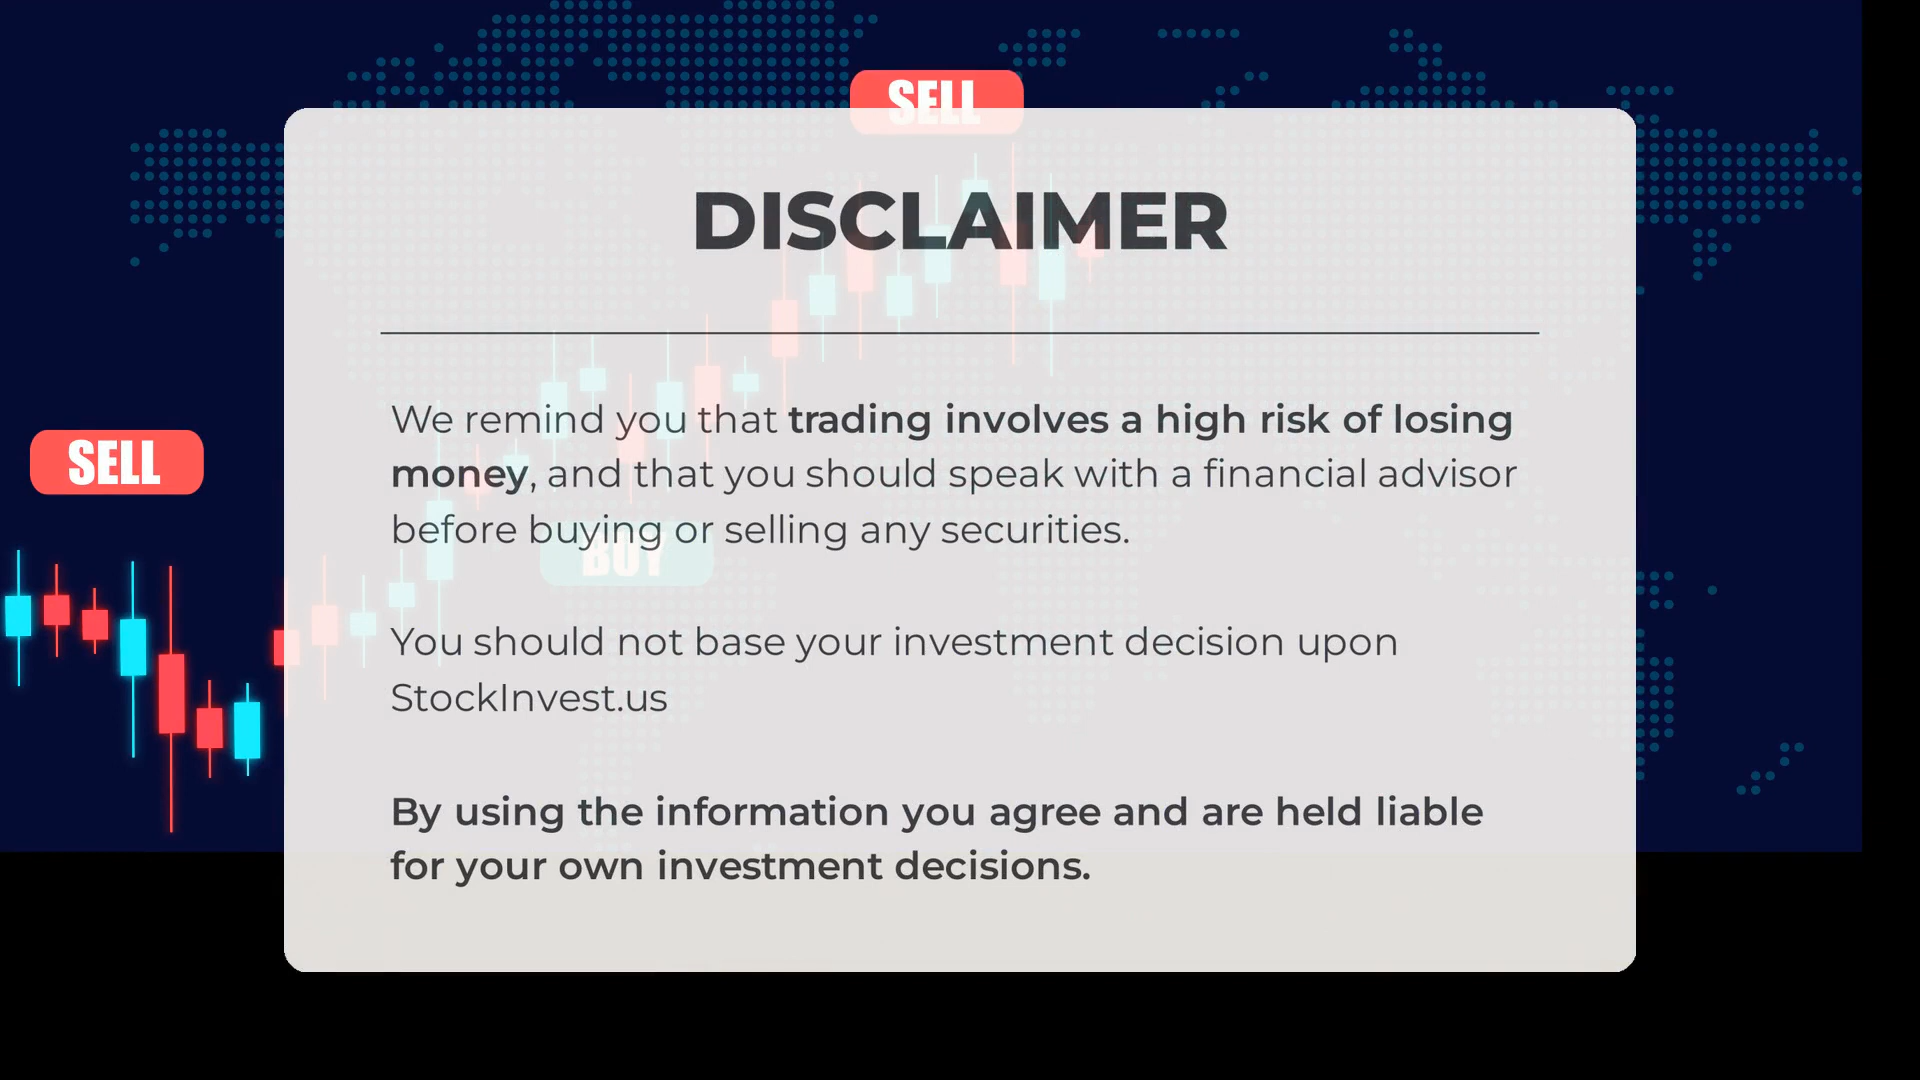 SELL
DISCLAIMER
We remind you that trading involves a high risk of losing
money, and that you should speak with a financial advisor
before buying or selling any securities.
SELL
BUY
You should not base your investment decision upon
StockInvest.us
By using the information you agree and are held liable
for your own investment decisions.